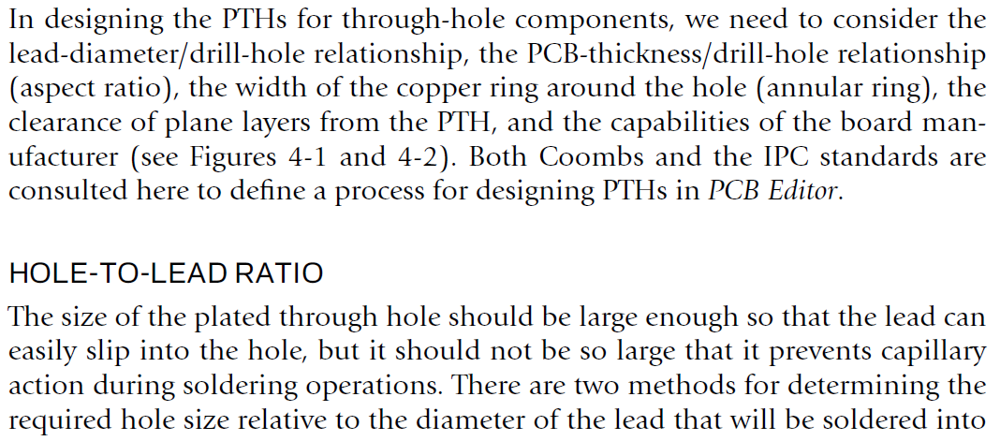 In designing the PTHs for through-hole components, we need to consider the
lead-diameter/drill-hole relationship, the PCB-thickness/drill-hole relationship
(aspect ratio), the width of the copper ring around the hole (annular ring), the
clearance of plane layers from the PTH, and the capabilities of the board man-
ufacturer (see Figures 4-1 and 4-2). Both Coombs and the IPC standards are
consulted here to define a process for designing PTHs in PCB Editor.
HOLE-TO-LEAD RATIO
The size of the plated through hole should be large enough so that the lead can
easily slip into the hole, but it should not be so large that it prevents capillary
action during soldering operations. There are two methods for determining the
required hole size relative to the diameter of the lead that will be soldered into